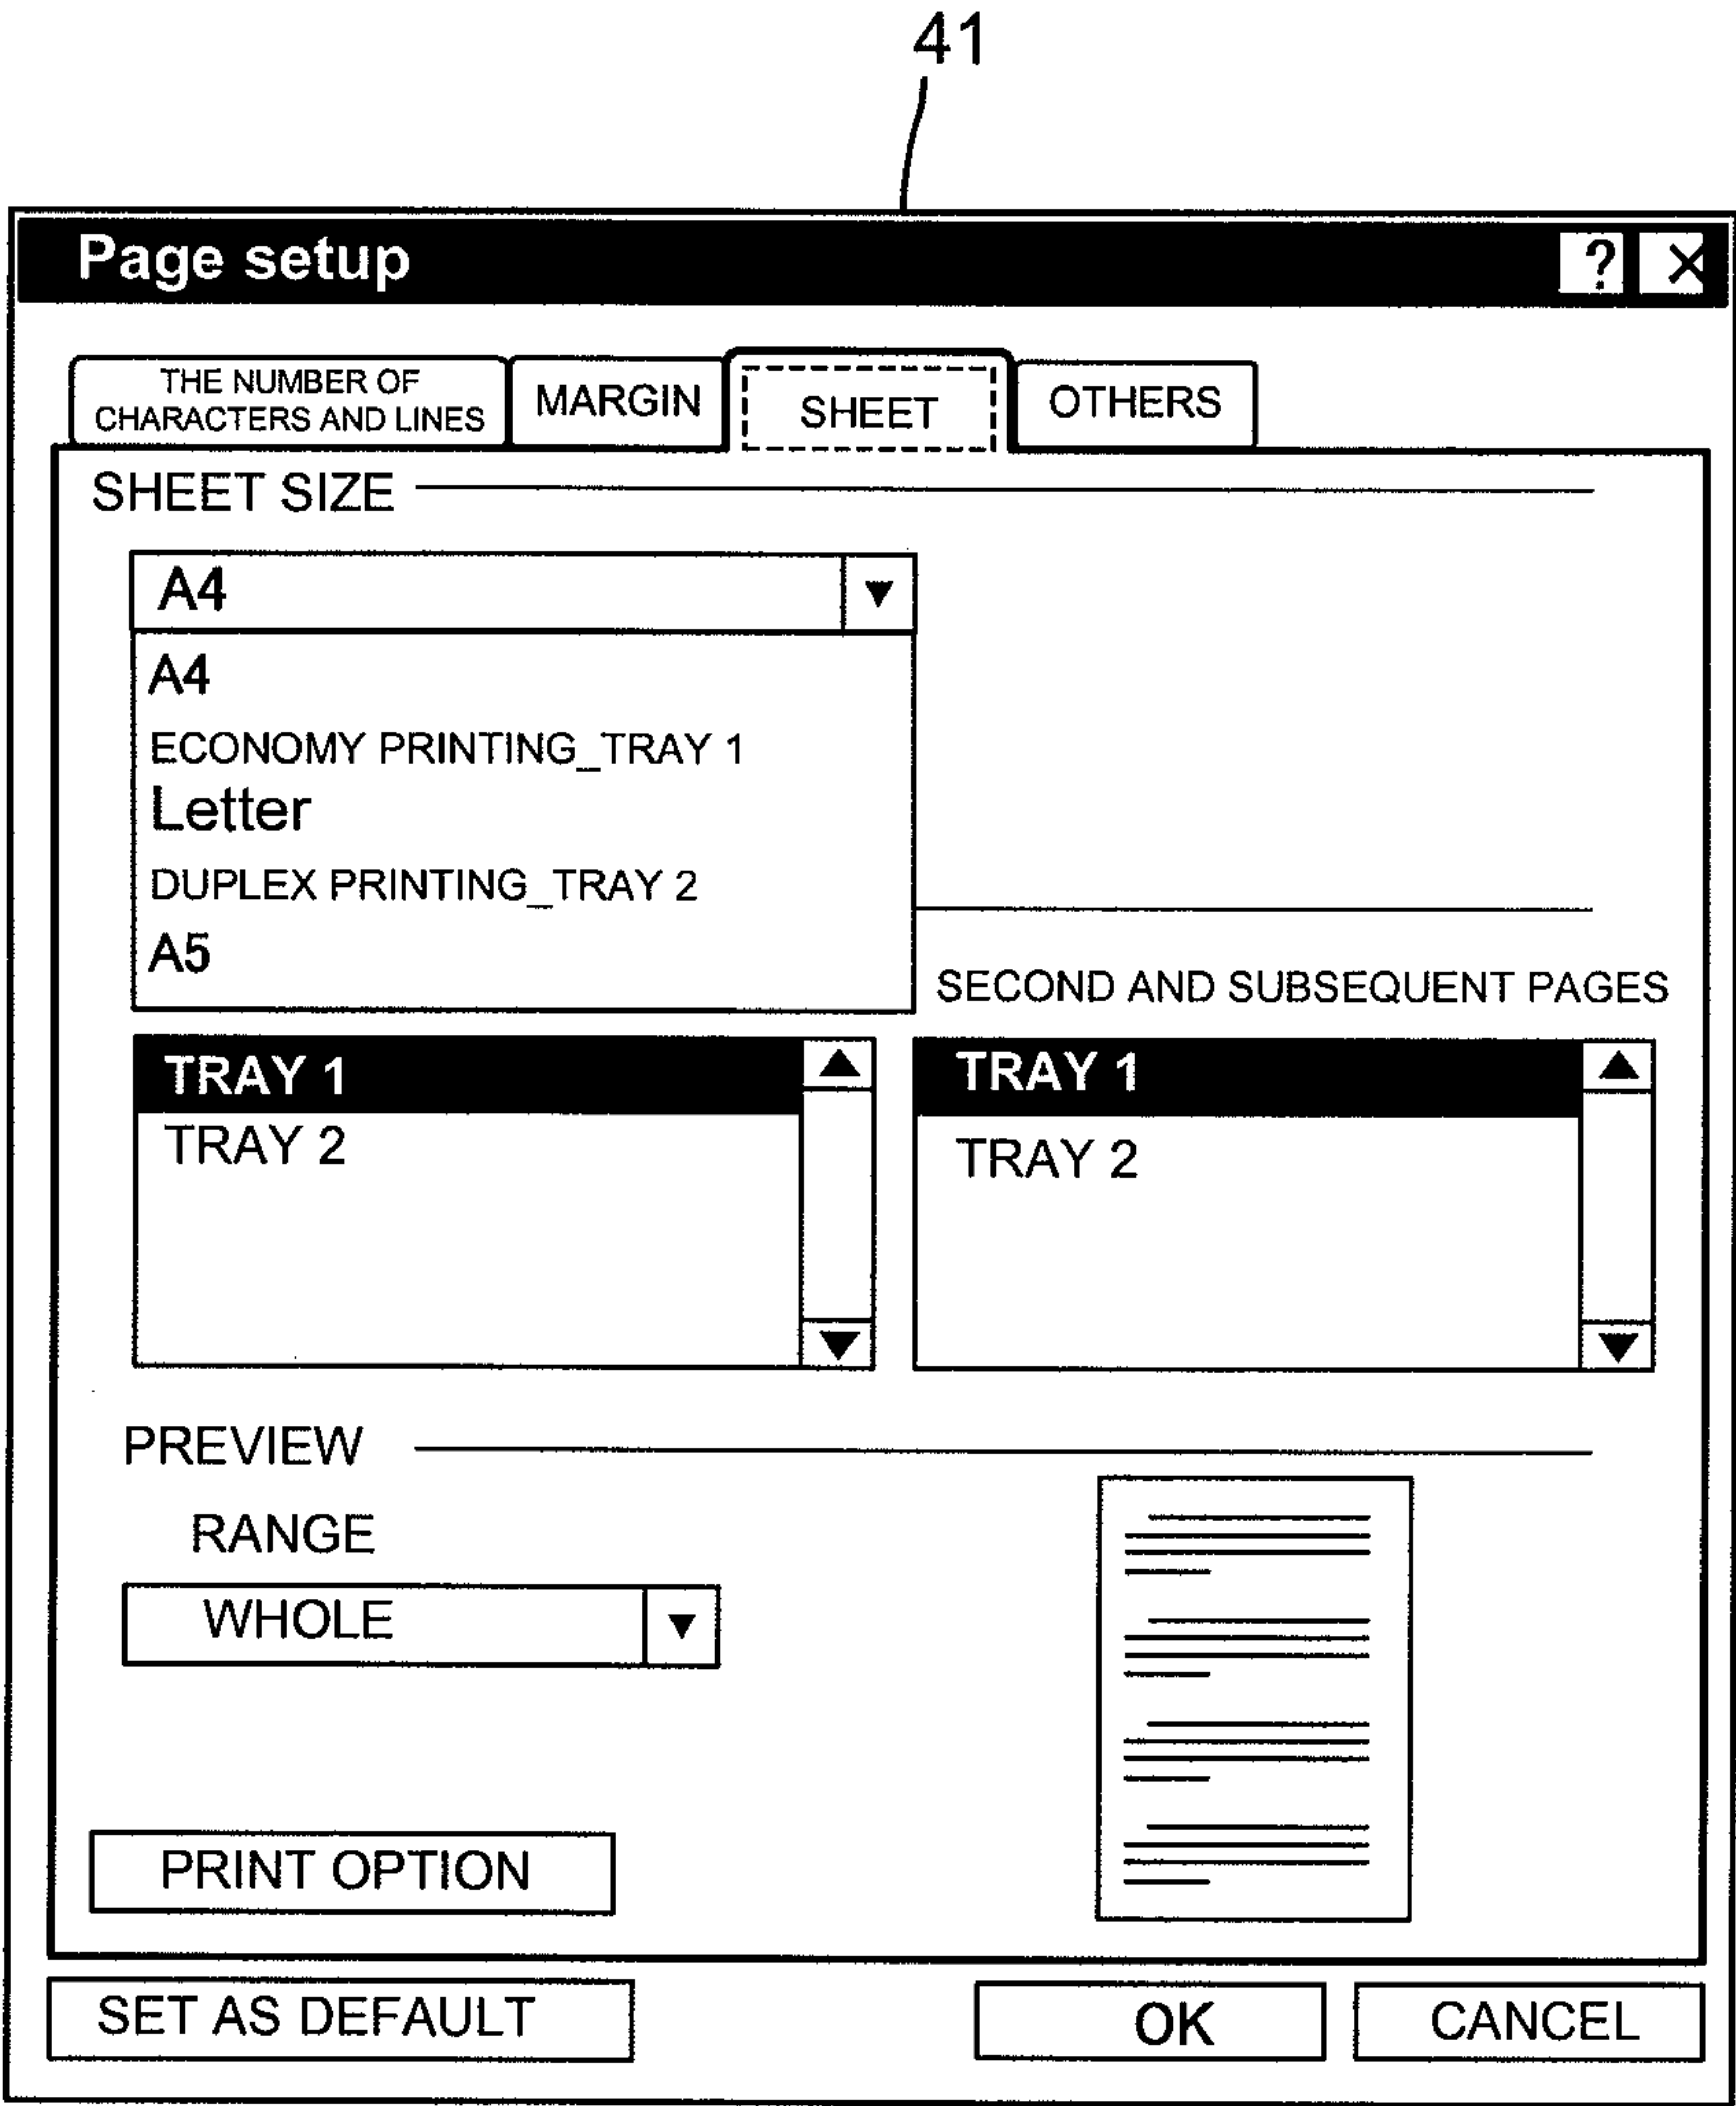 41
Page setup
? ×
THE NUMBER OF
CHARACTERS AND LINES
MARGIN
SHEET
OTHERS
SHEET SIZE
A4
A4
ECONOMY PRINTING_TRAY 1
Letter
DUPLEX PRINTING_TRAY 2
A5
SECOND AND SUBSEQUENT PAGES
TRAY 1
TRAY 2
TRAY 1
TRAY 2
PREVIEW
RANGE
WHOLE
PRINT OPTION
SET AS DEFAULT
OK
CANCEL